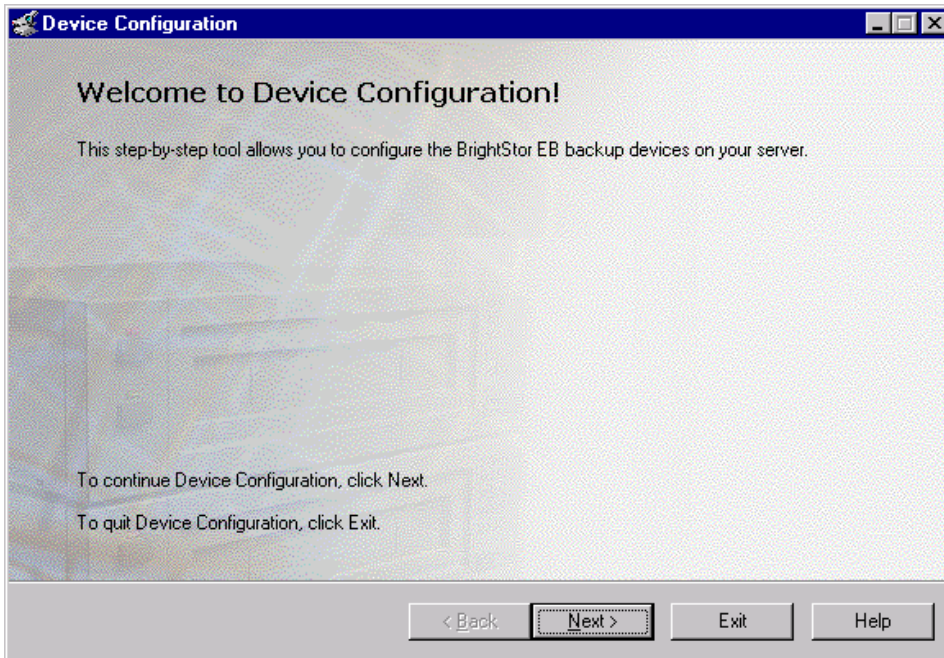 Device Configuration
Welcome to Device Configuration!
This step-by-step tool allows you to configure the BrightStor EB backup devices on your server.
To continue Device Configuration, click Next.
To quit Device Configuration, click Exit.
< Back Next > Exit Help